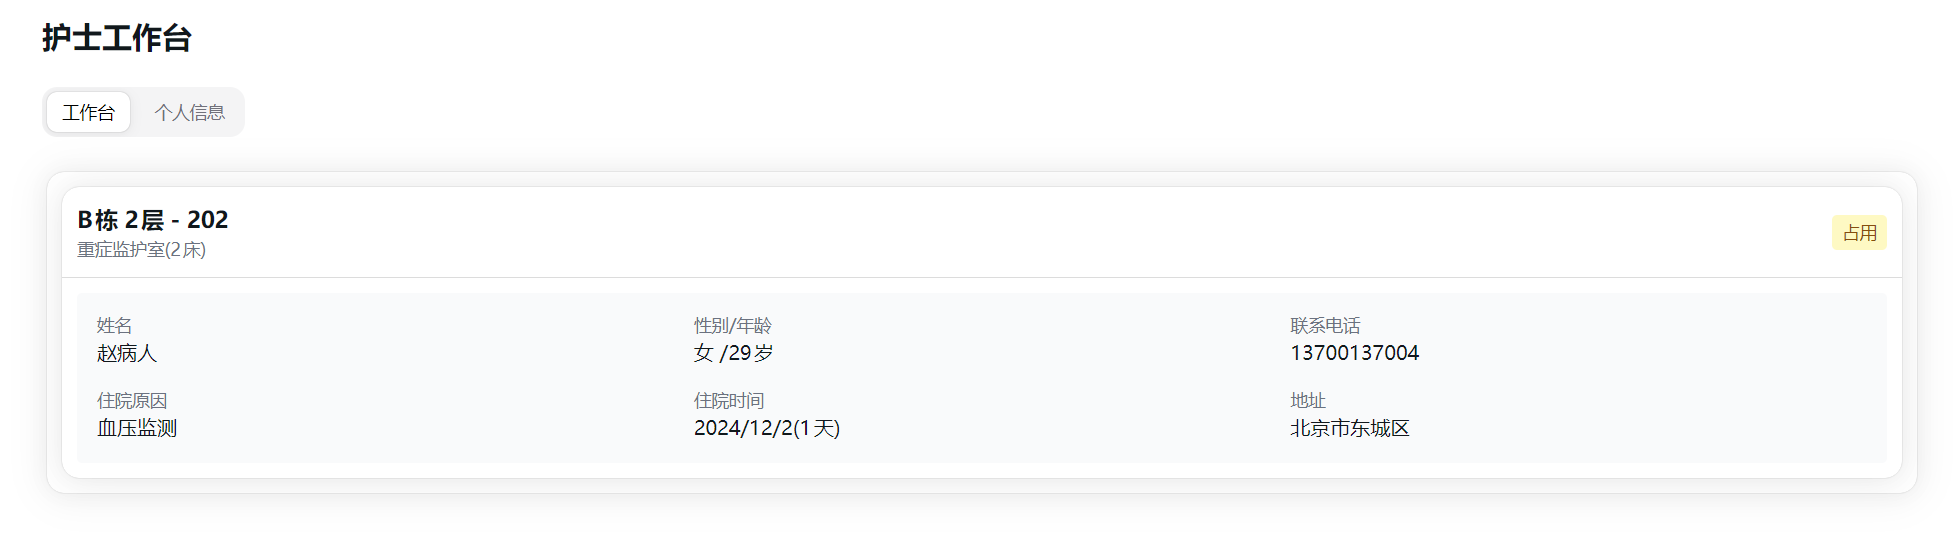 护士工作台
工作台 个人信息
B栋 2层 - 202
重症监护室(2床)
占用
姓名 性别/年龄 联系电话
赵病人 女 /29岁 13700137004
住院原因 住院时间 地址
血压监测 2024/12/2(1天) 北京市东城区